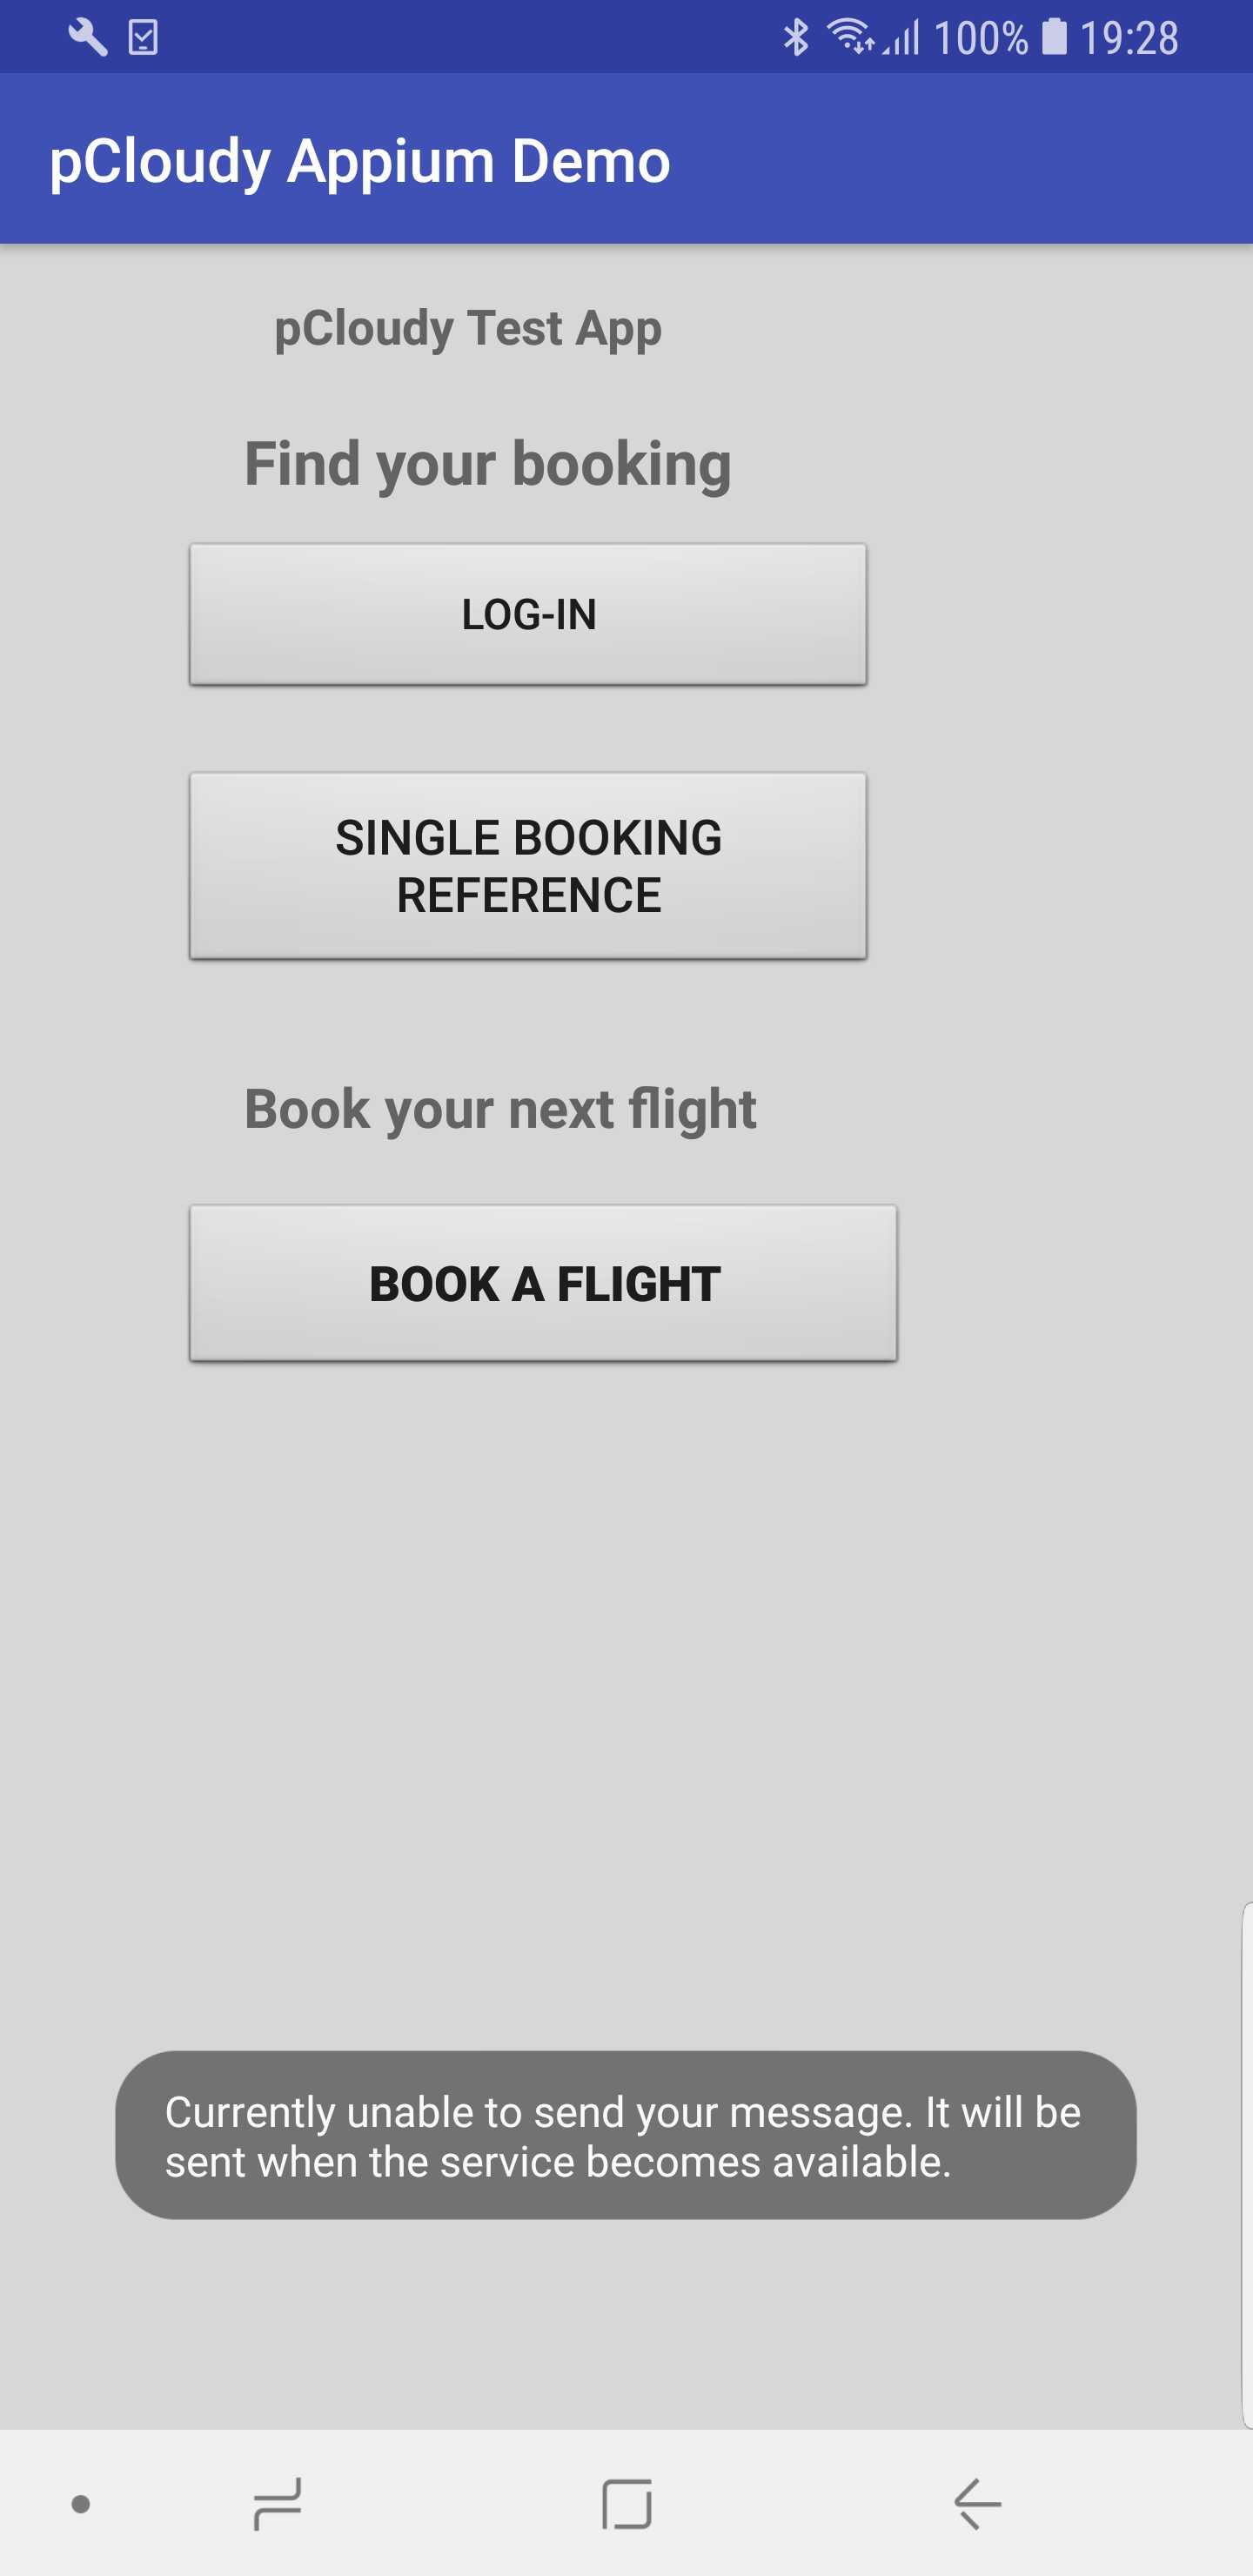 100% 19:28
pCloudy Appium Demo
pCloudy Test App
Find your booking
LOG-IN
SINGLE BOOKING
REFERENCE
Book your next flight
BOOK A FLIGHT
Currently unable to send your message. It will be
sent when the service becomes available.